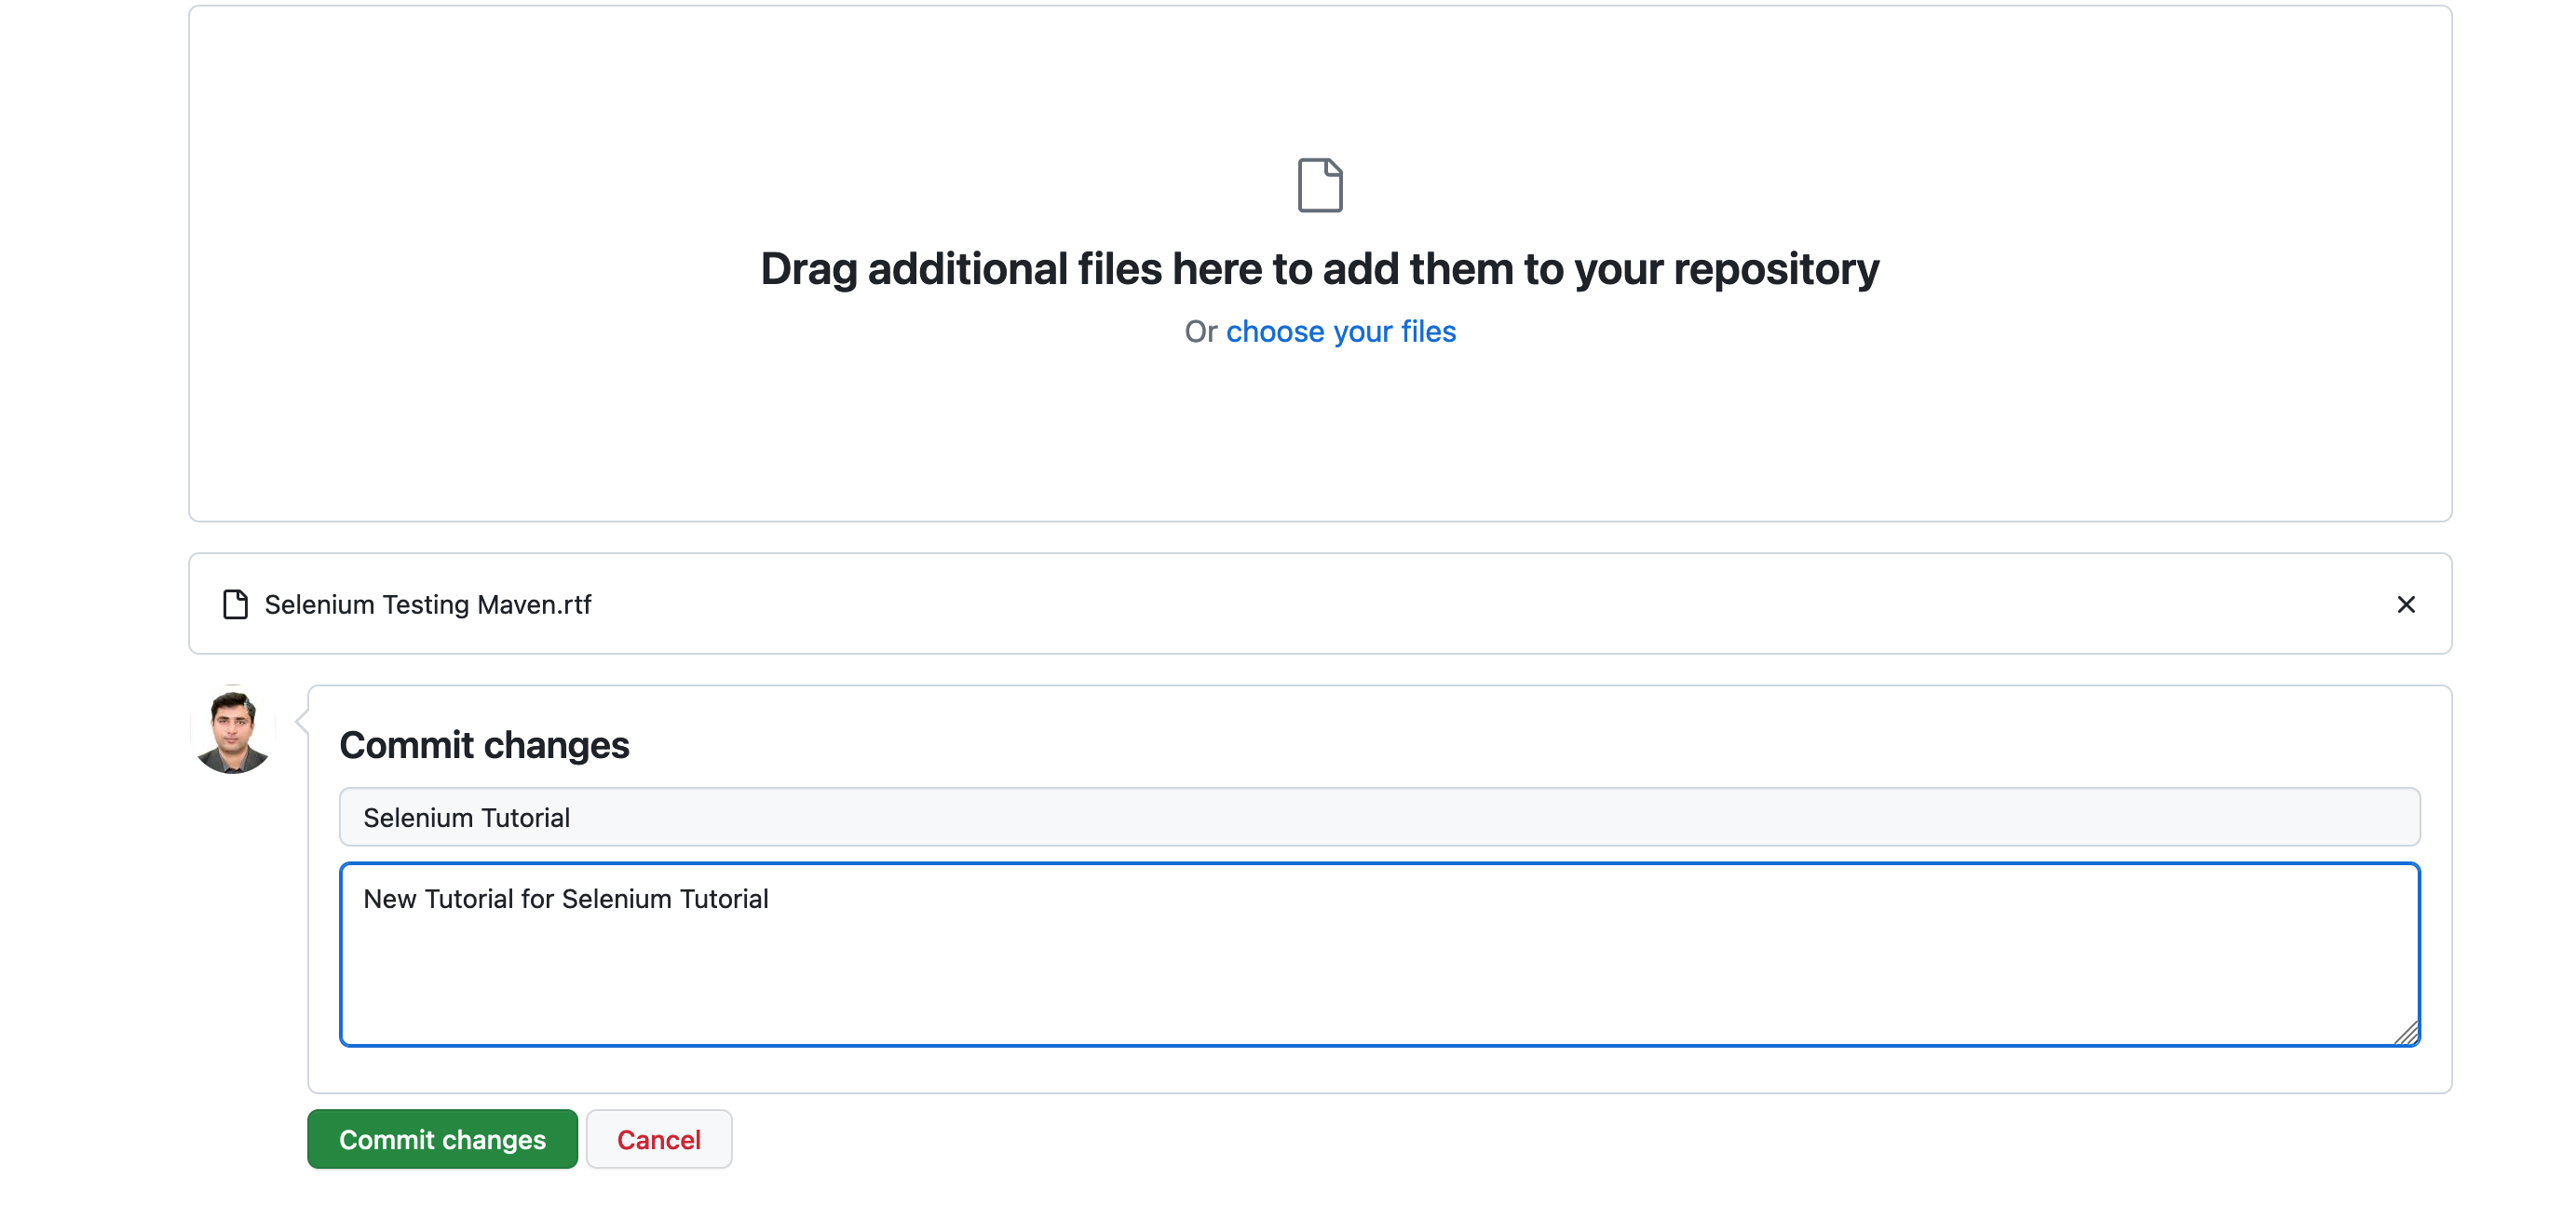 Drag additional files here to add them to your repository
Or choose your files
Selenium Testing Maven.rtf
Commit changes
Selenium Tutorial
New Tutorial for Selenium Tutorial
Commit changes
Cancel